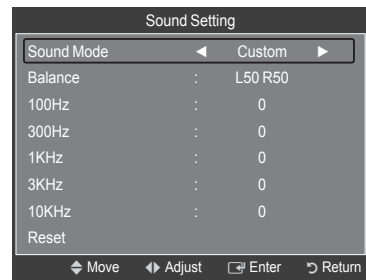 Sound Setting
Sound Mode ◄ Custom ►
Balance : L50 R50
100Hz : 0
300Hz : 0
1KHz : 0
3KHz : 0
10KHz : 0
Reset
Move Adjust Enter Return